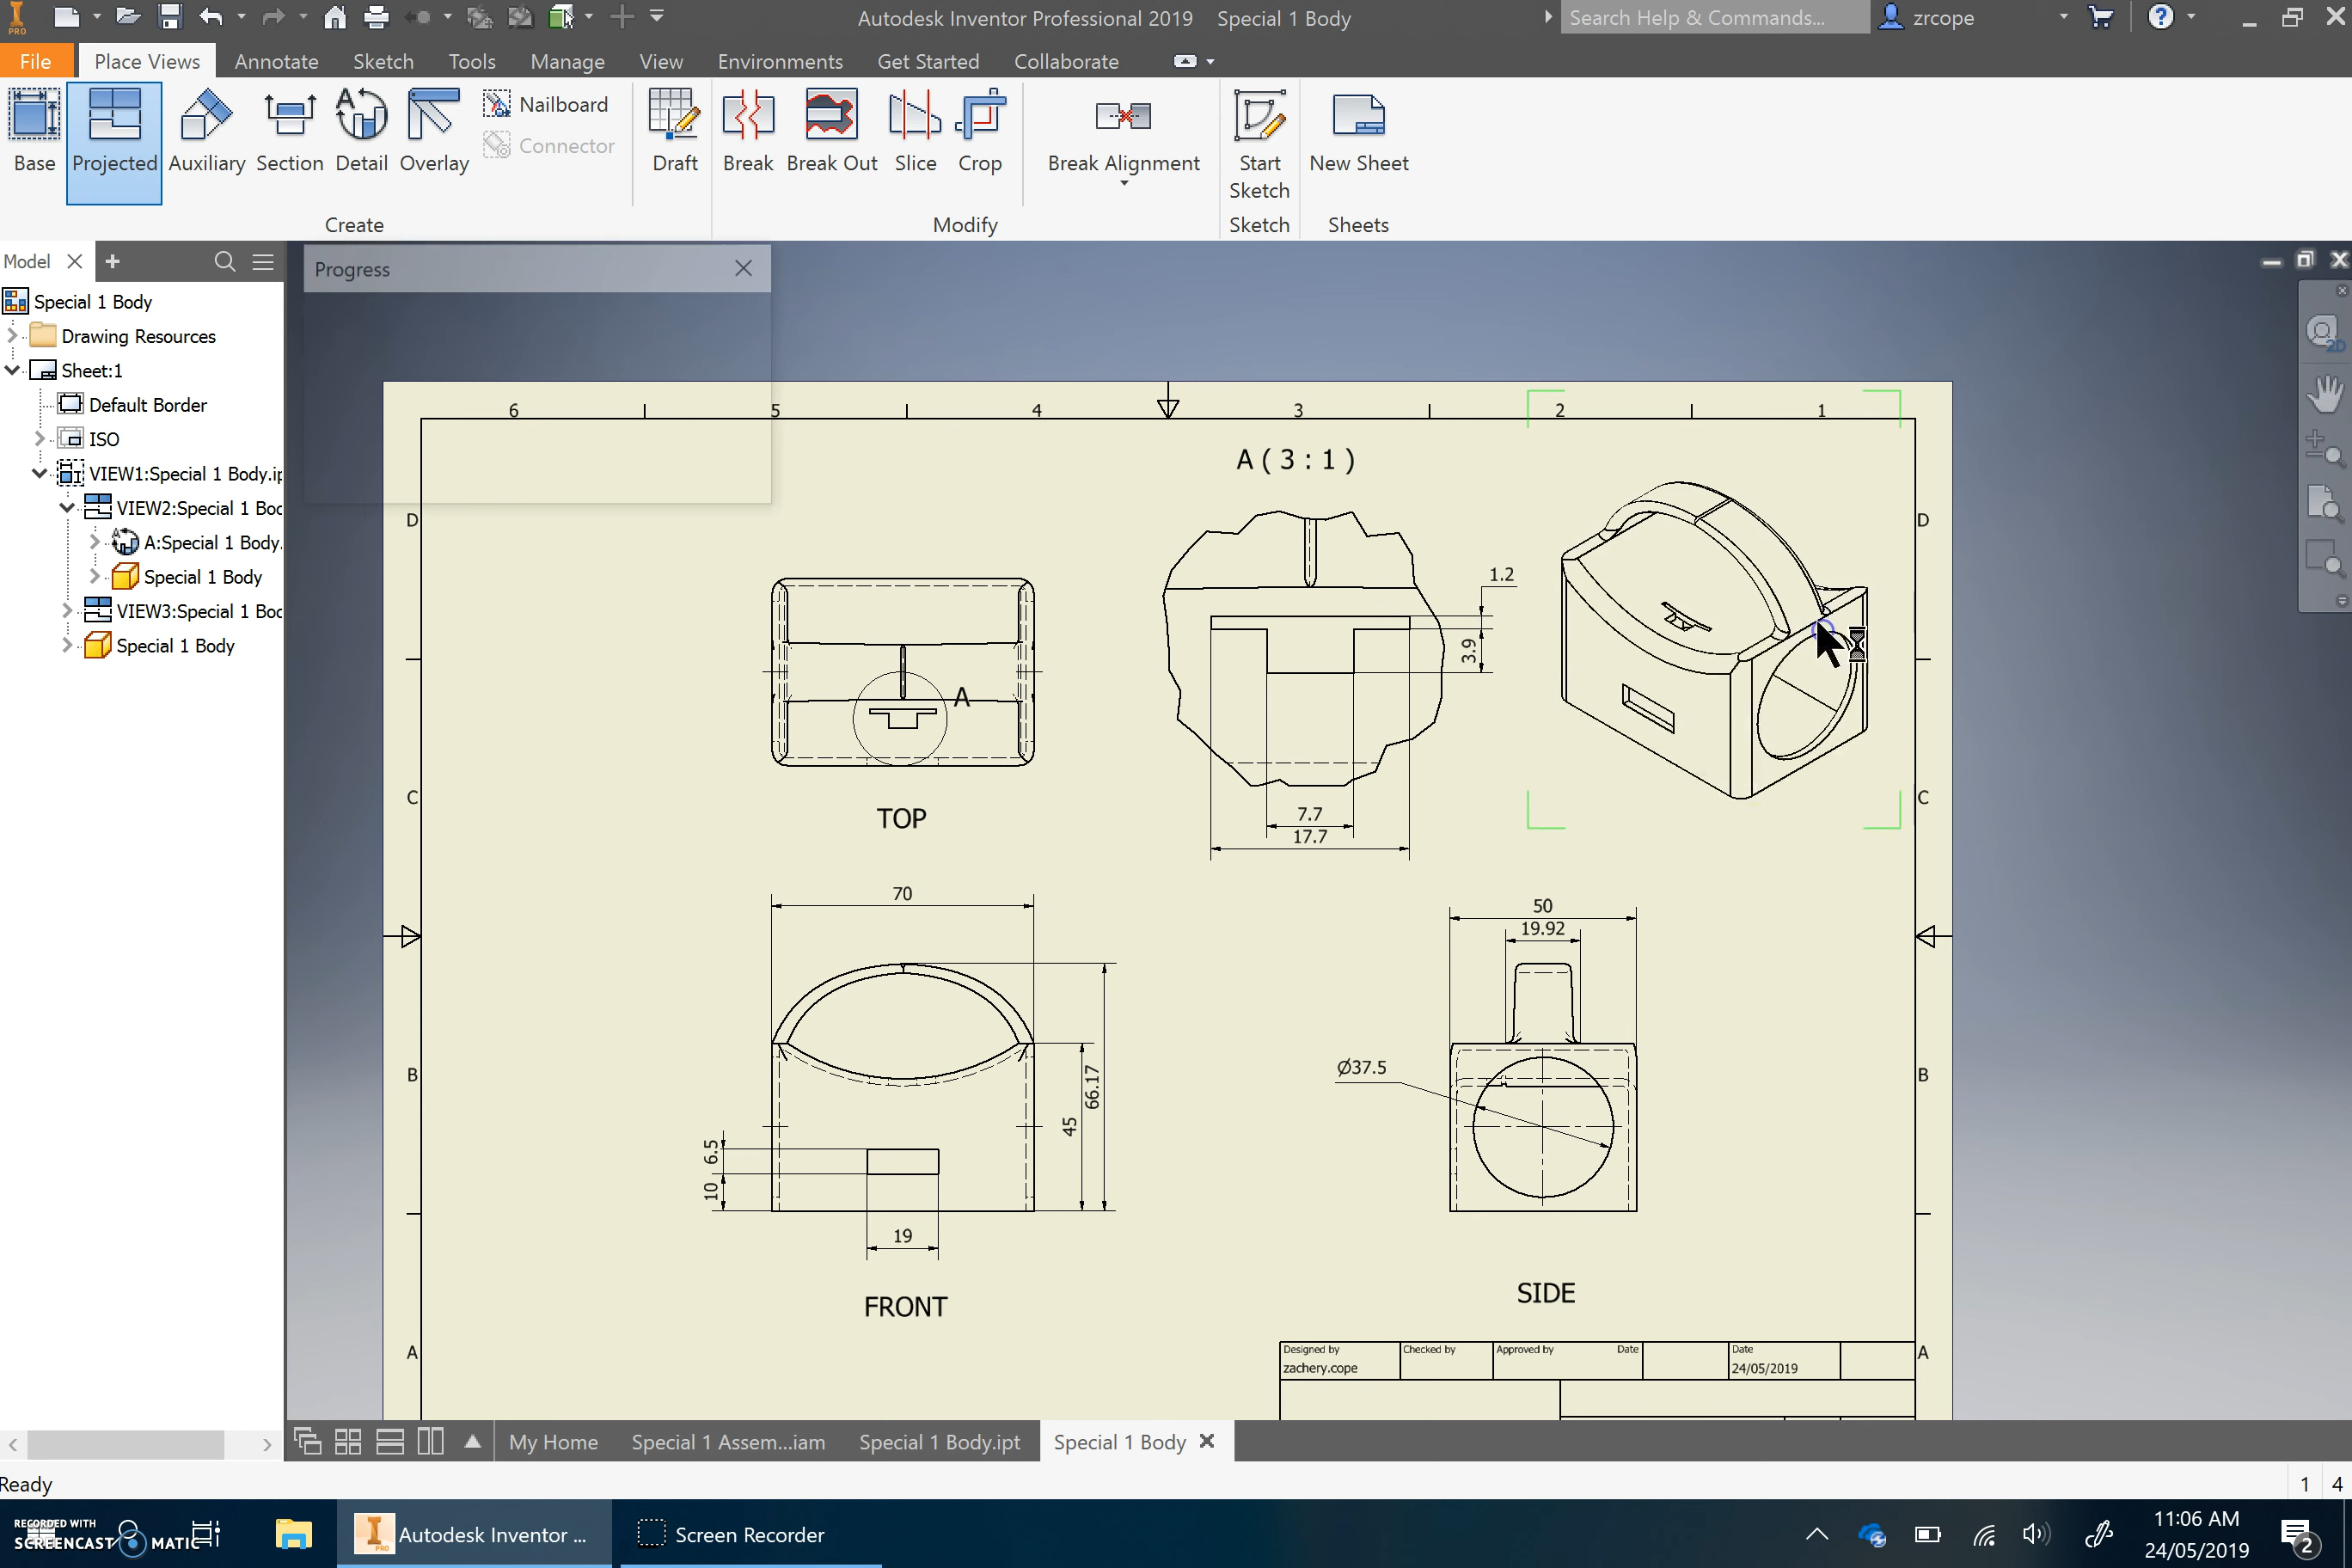 PRO
Autodesk Inventor Professional 2019 Special 1 Body
Search Help & Commands...
zrcope
File
Place Views
Annotate
Sketch
Tools
Manage
View
Environments
Get Started
Collaborate
Base
Projected
Auxiliary
Section
Detail
Overlay
Nailboard
Connector
Draft
Break
Break Out
Slice
Crop
Break Alignment
Start
Sketch
New Sheet
Create
Modify
Sketch
Sheets
Model
Progress
2D
Special 1 Body
Drawing Resources
Sheet:1
Default Border
ISO
VIEW1:Special 1 Body.ip
VIEW2:Special 1 Bod
A:Special 1 Body.
Special 1 Body
VIEW3:Special 1 Bod
Special 1 Body
6 5 4 3 2 1
A ( 3 : 1 )
D D
1.2
3.9
A
C C
7.7
17.7
TOP
70
50
19.92
Ø37.5
B B
66.17
45
6.5
10
19
FRONT
SIDE
A A
Designed by
zachery.cope
Checked by
Approved by
Date
Date
24/05/2019
My Home
Special 1 Assem...iam
Special 1 Body.ipt
Special 1 Body
Ready
1 4
RECORDED WITH
SCREENCAST MATIC
PRO
Autodesk Inventor ...
Screen Recorder
11:06 AM
24/05/2019
2